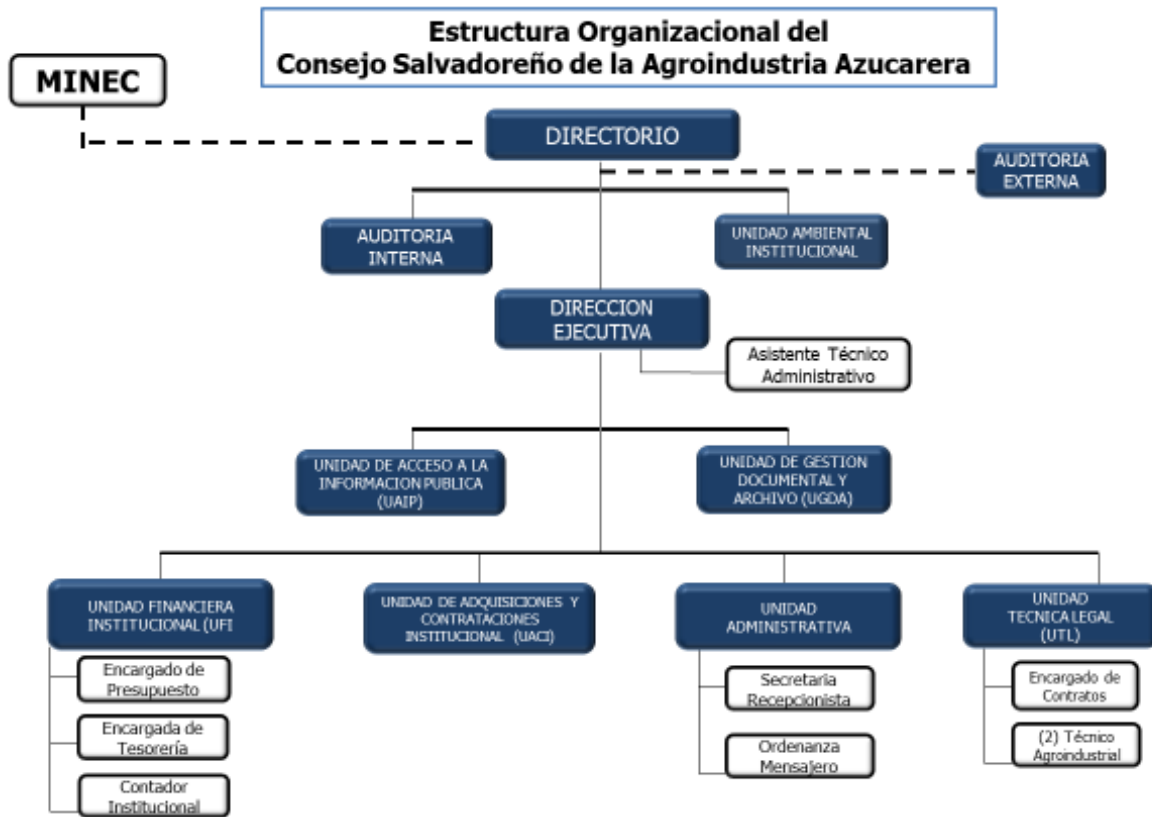 Estructura Organizacional del
Consejo Salvadoreño de la Agroindustria Azucarera
MINEC
DIRECTORIO
AUDITORIA
EXTERNA
AUDITORIA
INTERNA
UNIDAD AMBIENTAL
INSTITUCIONAL
DIRECCION
EJECUTIVA
Asistente Técnico
Administrativo
UNIDAD DE ACCESO A LA
INFORMACION PUBLICA
(UAIP)
UNIDAD DE GESTION
DOCUMENTAL Y
ARCHIVO (UGDA)
UNIDAD FINANCIERA
INSTITUCIONAL (UFI
UNIDAD DE ADQUISICIONES Y
CONTRATACIONES
INSTITUCIONAL (UACI)
UNIDAD
ADMINISTRATIVA
UNIDAD
TECNICA LEGAL
(UTL)
Encargado de
Presupuesto
Encargada de
Tesorería
Contador
Institucional
Secretaria
Recepcionista
Ordenanza
Mensajero
Encargado de
Contratos
(2) Técnico
Agroindustrial